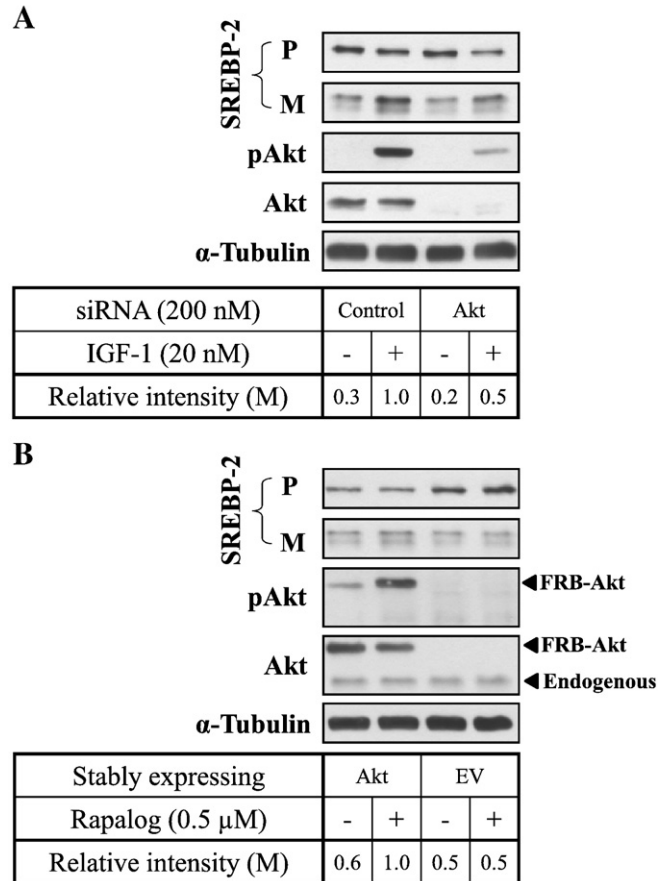 A
SREBP-2
P
M
pAkt
Akt
α-Tubulin
siRNA (200 nM) Control Akt
IGF-1 (20 nM) - + - +
Relative intensity (M) 0.3 1.0 0.2 0.5
B
SREBP-2
P
M
pAkt FRB-Akt
Akt FRB-Akt
Endogenous
α-Tubulin
Stably expressing Akt EV
Rapalog (0.5 µM) - + - +
Relative intensity (M) 0.6 1.0 0.5 0.5